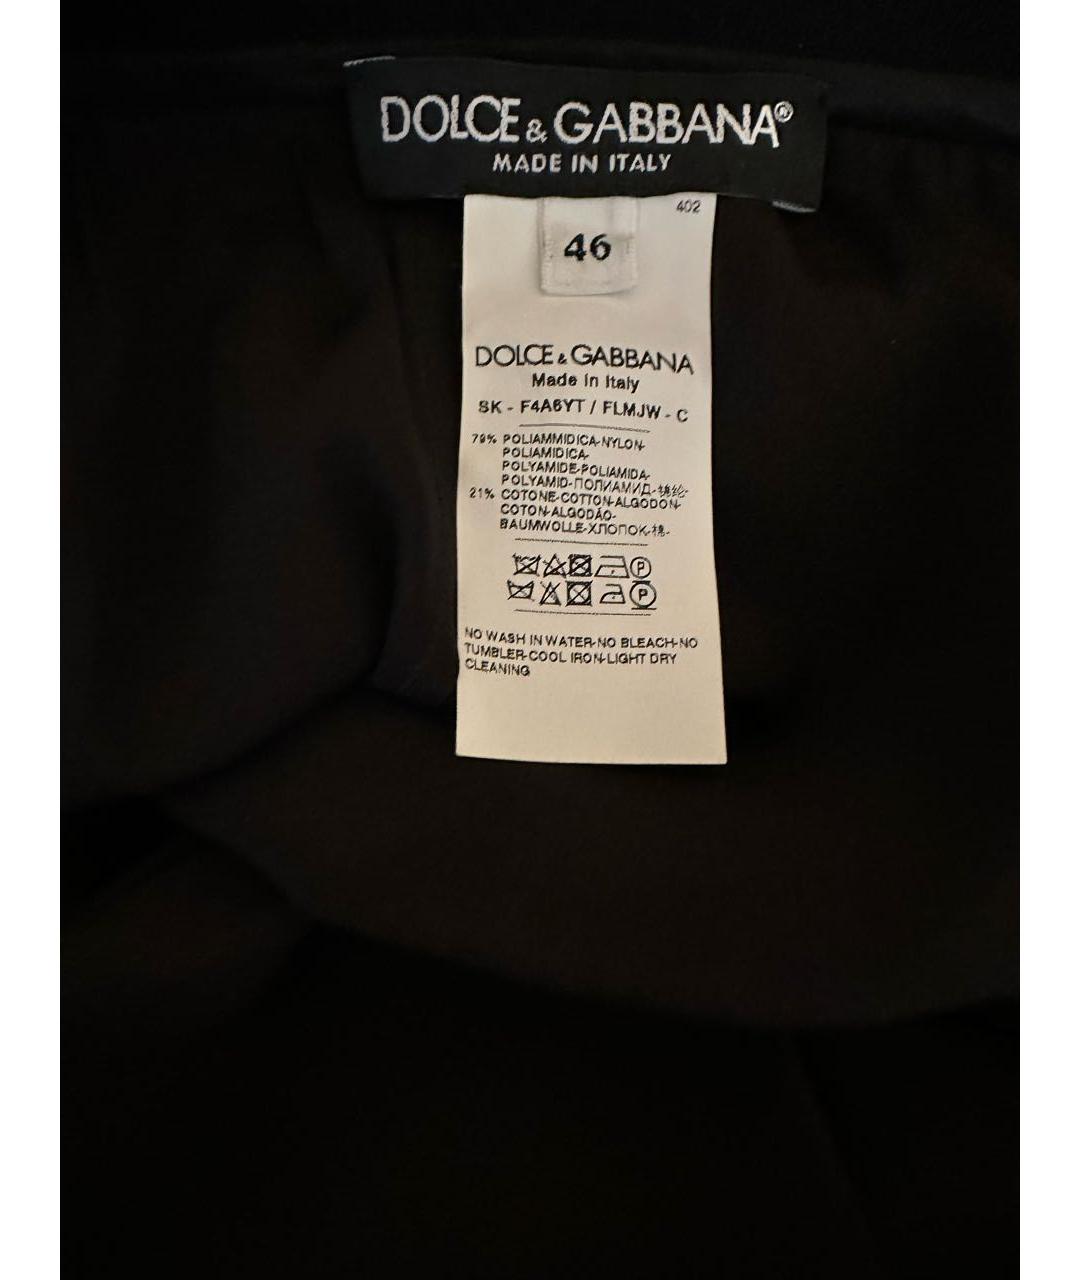 DOLCE & GABBANA®
MADE IN ITALY
402
46
DOLCE & GABBANA
Made in Italy
SK - F4A6YT / FLMJW - C
79% POLIAMMIDICA-NYLON-
POLIAMIDICA-
POLYAMIDE-POLIAMIDA-
POLYAMID-ПОЛИАМИД-锦纶-
21% COTONE-COTTON-ALGODON-
COTON-ALGODÃO-
BAUMWOLLE-ХЛОПОК-棉-
P
P
NO WASH IN WATER-NO BLEACH-NO
TUMBLER-COOL IRON-LIGHT DRY
CLEANING